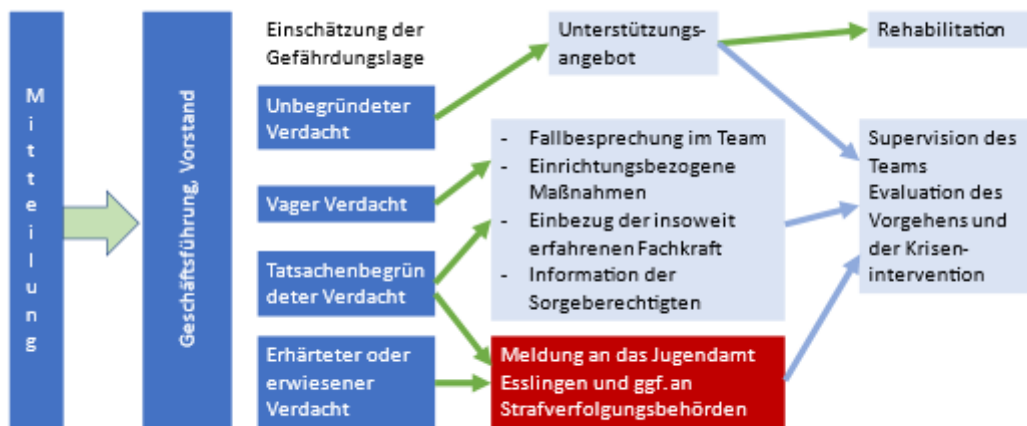 Mitteilung
Geschäftsführung, Vorstand
Einschätzung der
Gefährdungslage
Unbegründeter
Verdacht
Vager Verdacht
Tatsachenbegrün
deter Verdacht
Erhärteter oder
erwiesener
Verdacht
Unterstützungs-
angebot
- Fallbesprechung im Team
- Einrichtungsbezogene
Maßnahmen
- Einbezug der insoweit
erfahrenen Fachkraft
- Information der
Sorgeberechtigten
Meldung an das Jugendamt
Esslingen und ggf. an
Strafverfolgungsbehörden
Rehabilitation
Supervision des
Teams
Evaluation des
Vorgehens und
der Krisen-
intervention